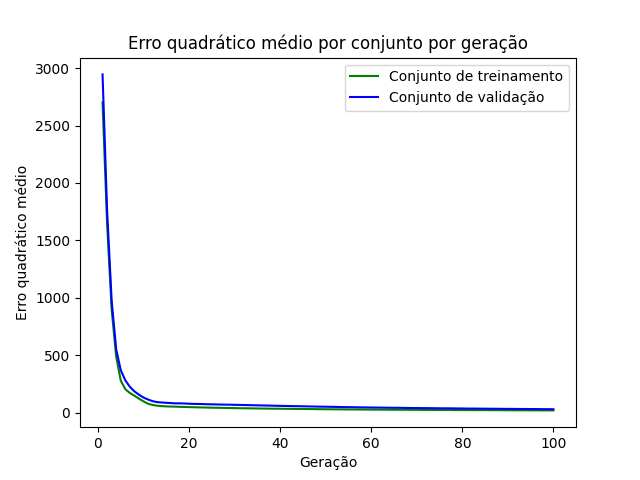 Erro quadrático médio por conjunto por geração
Conjunto de treinamento
Conjunto de validação
Erro quadrático médio
3000
2500
2000
1500
1000
500
0
0 20 40 60 80 100
Geração